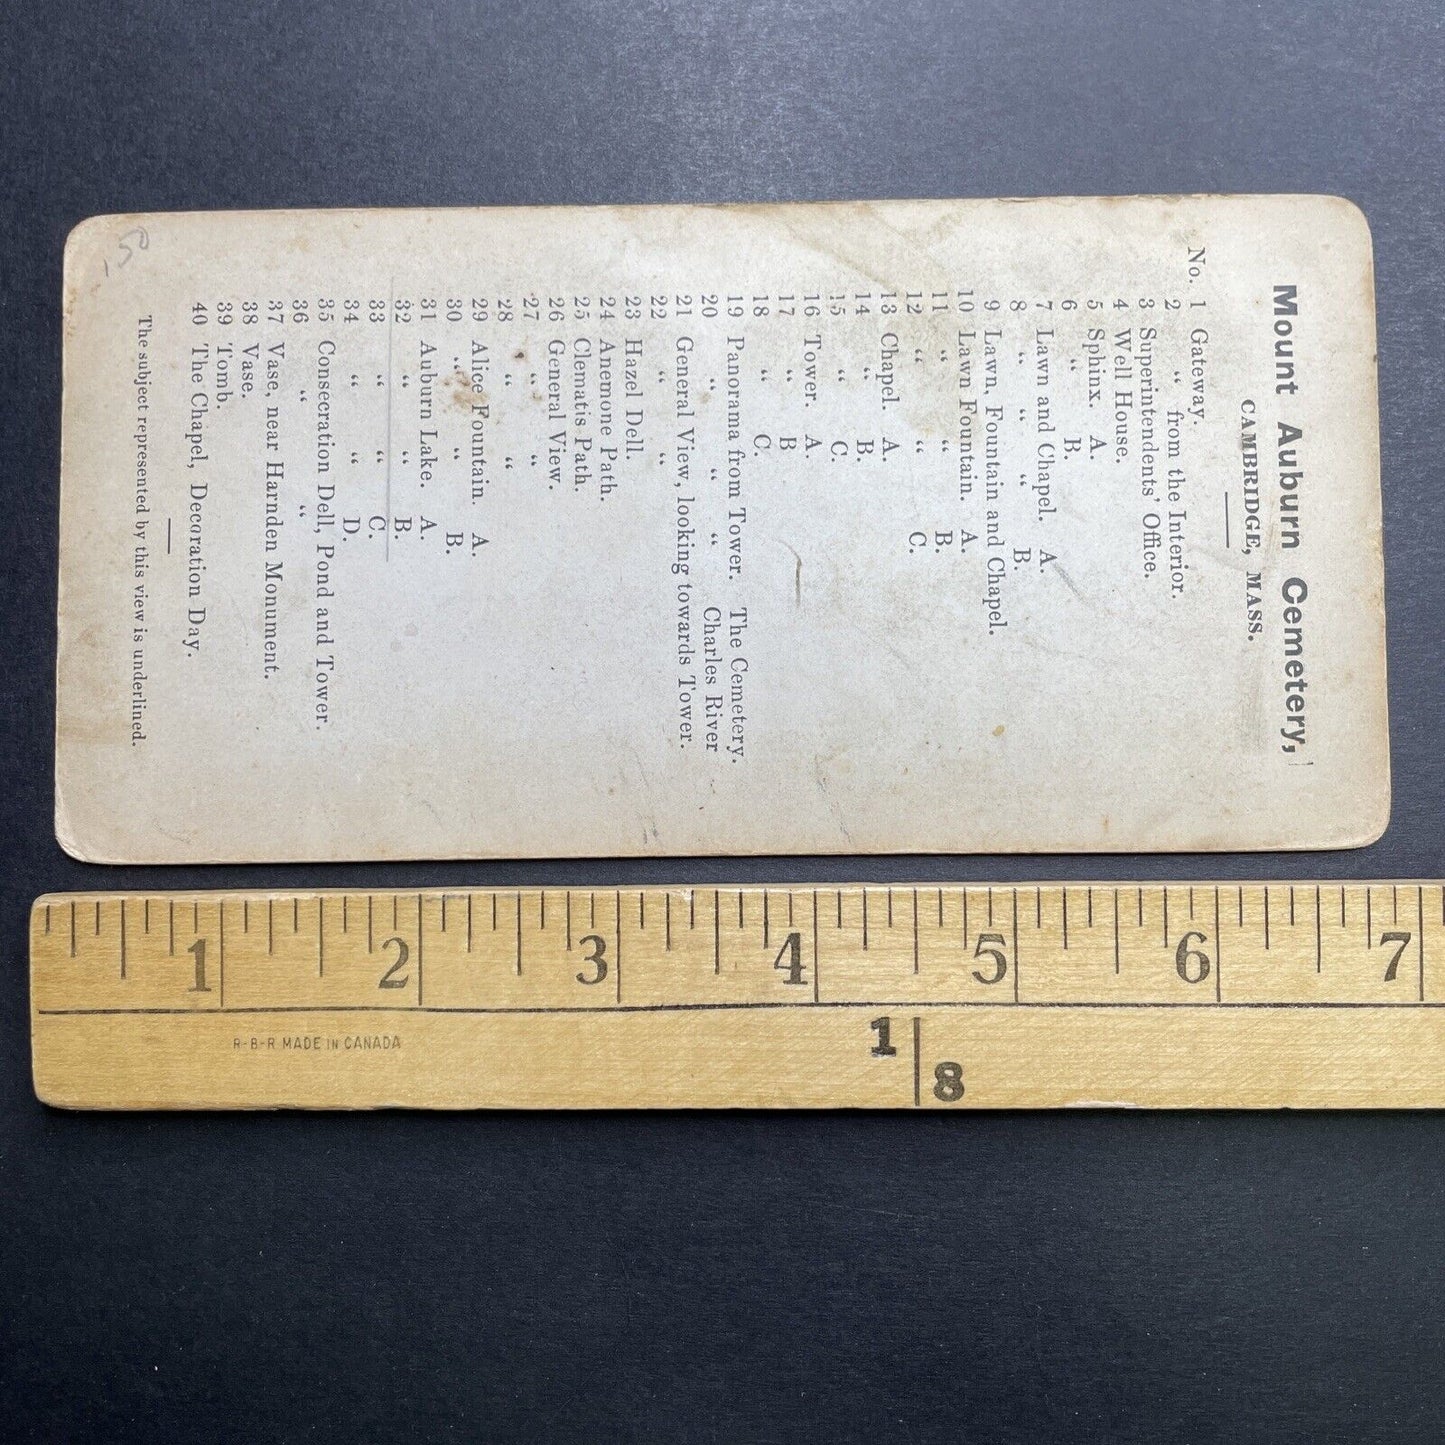 Mount Auburn Cemetery,
CAMBRIDGE, MASS.
No. 1 Gateway.
2 “ from the Interior.
3 Superintendents' Office.
4 Well House.
5 Sphinx. A.
6 “ B.
7 Lawn and Chapel. A.
8 “ “ “ B.
9 Lawn, Fountain and Chapel.
10 Lawn Fountain. A.
11 “ “ B.
12 “ “ C.
13 Chapel. A.
14 “ B.
15 “ C.
16 Tower. A.
17 “ B
18 “ C.
19 Panorama from Tower. The Cemetery.
20 “ “ “ Charles River
21 General View, looking towards Tower.
22 “ “
23 Hazel Dell.
24 Anemone Path.
25 Clematis Path.
26 General View.
27 “ “
28 “ “
29 Alice Fountain. A.
30 “ “ B.
31 Auburn Lake. A.
32 “ “ B.
33 “ “ C.
34 “ “ D.
35 Consecration Dell, Pond and Tower.
36 “ “
37 Vase, near Harnden Monument.
38 Vase.
39 Tomb.
40 The Chapel, Decoration Day.
The subject represented by this view is underlined.
.50
1 2 3 4 5 6 7
R-B-R MADE IN CANADA
1 8